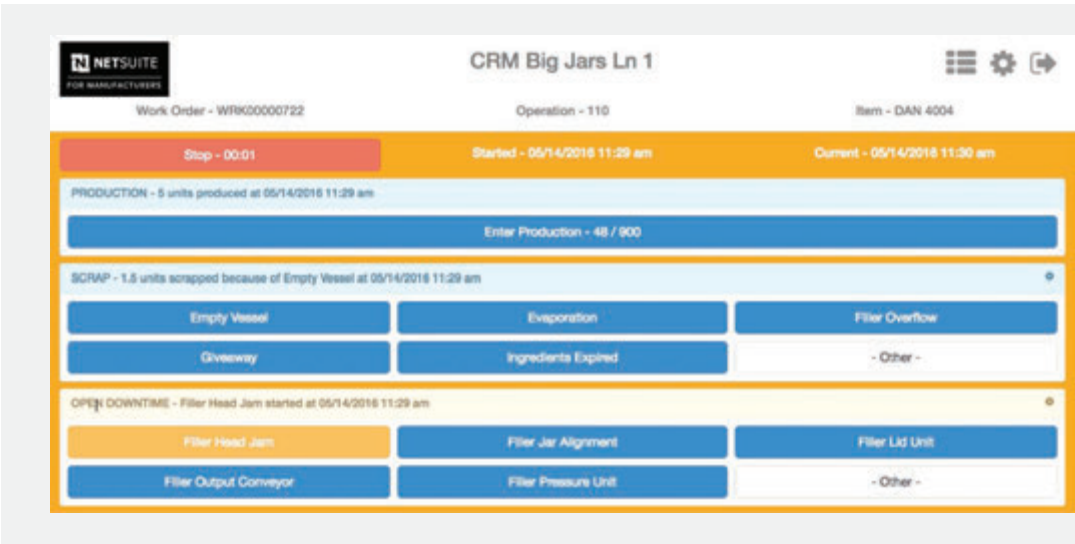 NETSUITE
FOR MANUFACTURERS
CRM Big Jars Ln 1
Work Order - WRK00000722
Operation - 110
Item - DAN 4004
Stop - 00:01
Started - 05/14/2016 11:29 am
Current - 05/14/2016 11:30 am
PRODUCTION - 5 units produced at 05/14/2016 11:29 am
Enter Production - 48 / 900
SCRAP - 1.5 units scrapped because of Empty Vessel at 05/14/2016 11:29 am
Empty Vessel
Evaporation
Filler Overflow
Giveaway
Ingredients Expired
- Other -
OPEN DOWNTIME - Filler Head Jam started at 05/14/2016 11:29 am
Filler Head Jam
Filler Jar Alignment
Filler Lid Unit
Filler Output Conveyor
Filler Pressure Unit
- Other -